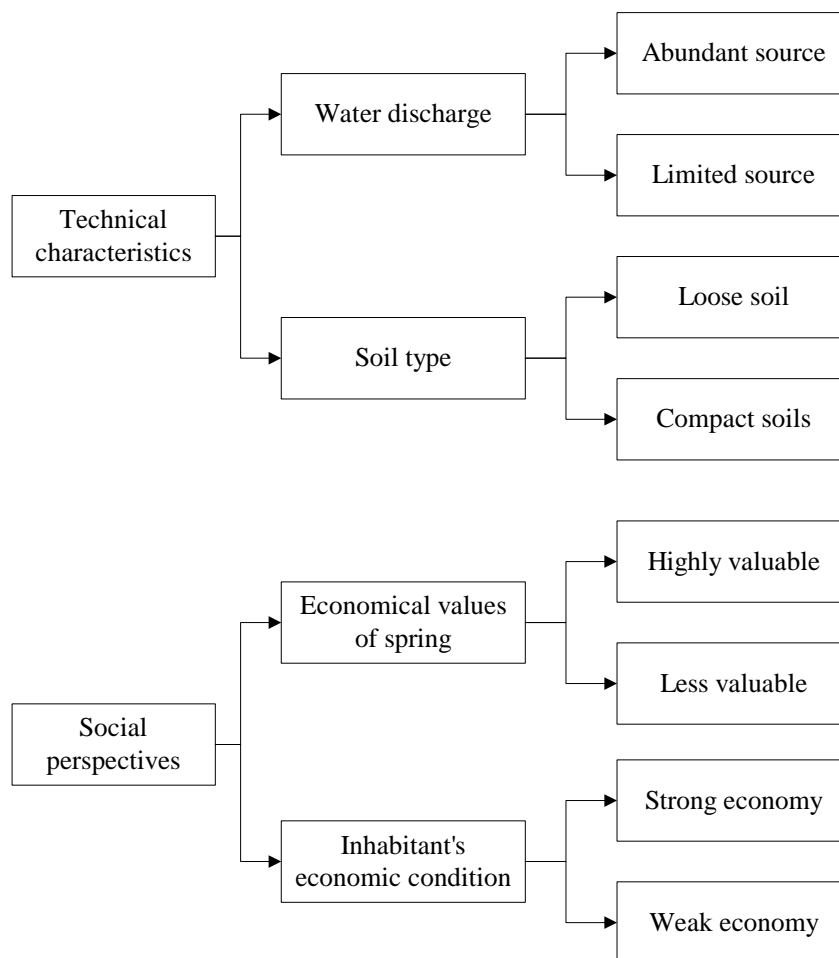 Abundant source
Water discharge
Limited source
Technical
characteristics
Loose soil
Soil type
Compact soils
Highly valuable
Economical values
of spring
Less valuable
Social
perspectives
Strong economy
Inhabitant's
economic condition
Weak economy